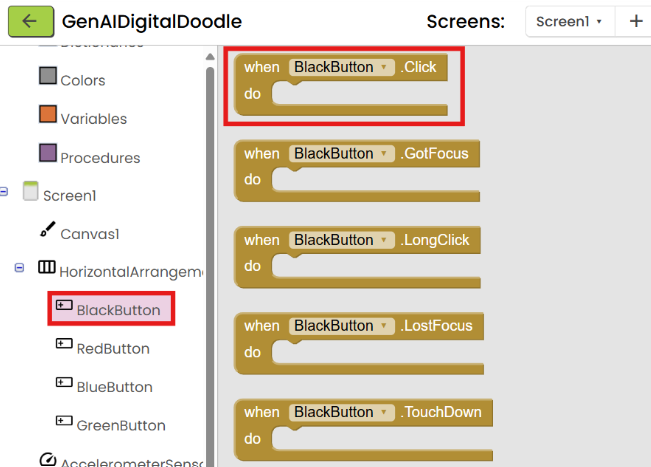 GenAIDigitalDoodle
Screens:
Screen1
+
Dictionaries
Colors
Variables
Procedures
Screen1
Canvas1
HorizontalArrangeme
BlackButton
RedButton
BlueButton
GreenButton
AccelerometerSenso
when BlackButton .Click
do
when BlackButton .GotFocus
do
when BlackButton .LongClick
do
when BlackButton .LostFocus
do
when BlackButton .TouchDown
do